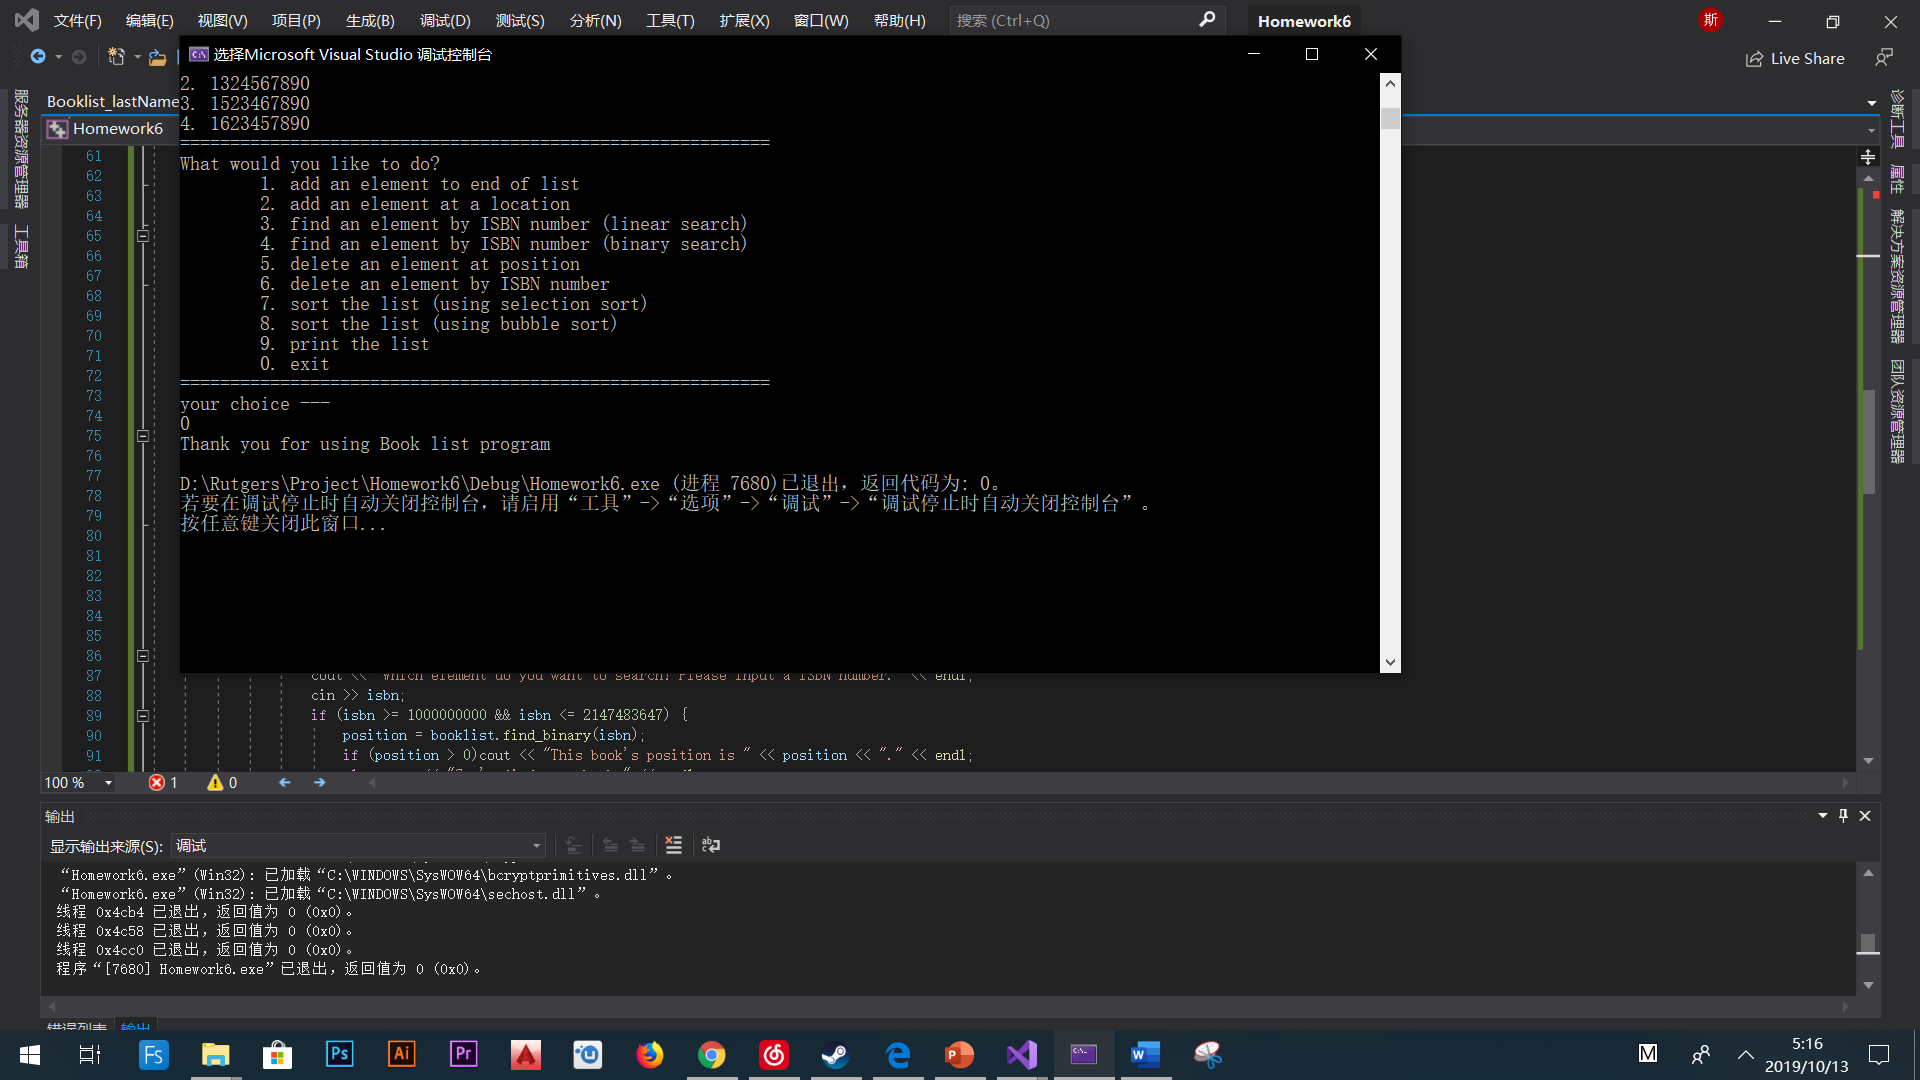 文件(F) 编辑(E) 视图(V) 项目(P) 生成(B) 调试(D) 测试(S) 分析(N) 工具(T) 扩展(X) 窗口(W) 帮助(H) 搜索 (Ctrl+Q) Homework6 斯
Live Share
选择Microsoft Visual Studio 调试控制台
Booklist_lastName
Homework6
服务器资源管理器
工具箱
诊断工具
属性
解决方案资源管理器
团队资源管理器
2. 1324567890
3. 1523467890
4. 1623457890
===========================================================
What would you like to do?
1. add an element to end of list
2. add an element at a location
3. find an element by ISBN number (linear search)
4. find an element by ISBN number (binary search)
5. delete an element at position
6. delete an element by ISBN number
7. sort the list (using selection sort)
8. sort the list (using bubble sort)
9. print the list
0. exit
===========================================================
your choice ---
0
Thank you for using Book list program
D:\Rutgers\Project\Homework6\Debug\Homework6.exe (进程 7680)已退出，返回代码为: 0。
若要在调试停止时自动关闭控制台，请启用“工具”->“选项”->“调试”->“调试停止时自动关闭控制台”。
按任意键关闭此窗口...
61
62
63
64
65
66
67
68
69
70
71
72
73
74
75
76
77
78
79
80
81
82
83
84
85
86
87 cout << "Which element do you want to search? Please input a ISBN number." << endl;
88 cin >> isbn;
89 if (isbn >= 1000000000 && isbn <= 2147483647) {
90 position = booklist.find_binary(isbn);
91 if (position > 0)cout << "This book's position is " << position << "." << endl;
100 % 1 0
输出
显示输出来源(S): 调试
“Homework6.exe”(Win32): 已加载“C:\WINDOWS\SysWOW64\bcryptprimitives.dll”。
“Homework6.exe”(Win32): 已加载“C:\WINDOWS\SysWOW64\sechost.dll”。
线程 0x4cb4 已退出，返回值为 0 (0x0)。
线程 0x4c58 已退出，返回值为 0 (0x0)。
线程 0x4cc0 已退出，返回值为 0 (0x0)。
程序“[7680] Homework6.exe”已退出，返回值为 0 (0x0)。
错误列表 输出
Fs Ps Ai Pr P W M
5:16
2019/10/13